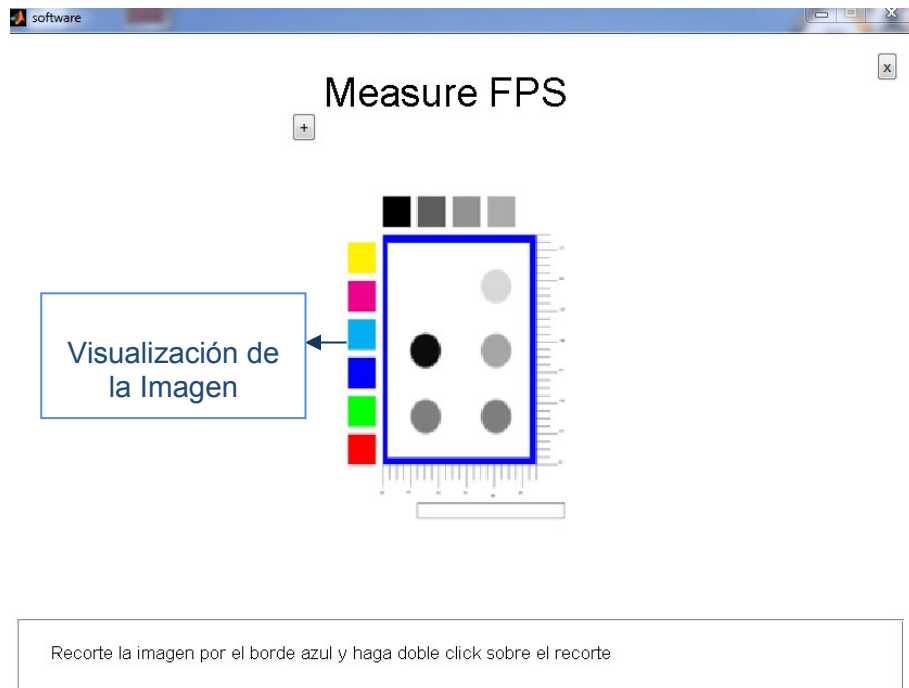 software
x
Measure FPS
+
Visualización de
la Imagen
Recorte la imagen por el borde azul y haga doble click sobre el recorte